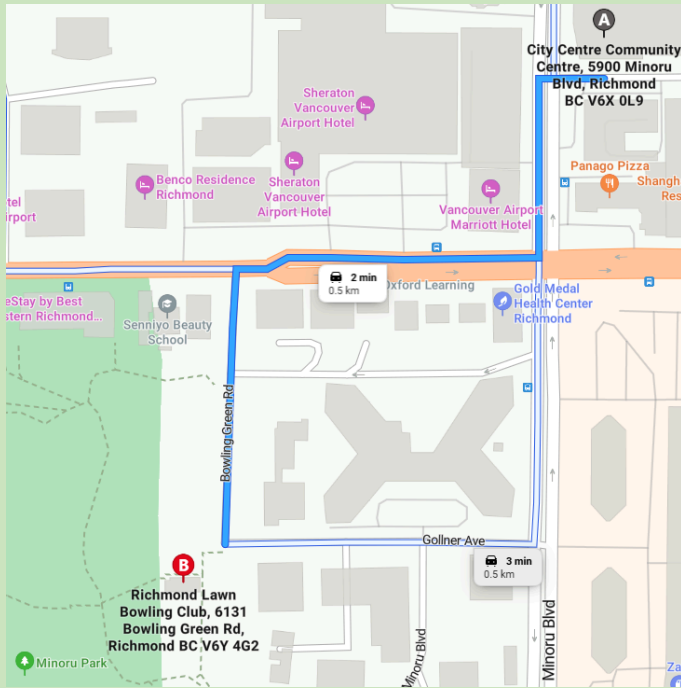 A
City Centre Community
Centre, 5900 Minoru
Blvd, Richmond
BC V6X 0L9
Sheraton
Vancouver
Airport Hotel
Panago Pizza
Shangh
Res
Benco Residence
Richmond
Sheraton
Vancouver
Airport Hotel
Vancouver Airport
Marriott Hotel
tel
irport
2 min
0.5 km
Oxford Learning
Gold Medal
Health Center
Richmond
eStay by Best
stern Richmond...
Senniyo Beauty
School
Bowling Green Rd
Gollner Ave
3 min
0.5 km
B
Richmond Lawn
Bowling Club, 6131
Bowling Green Rd,
Richmond BC V6Y 4G2
Minoru Park
Minoru Blvd
Minoru Blvd
Za